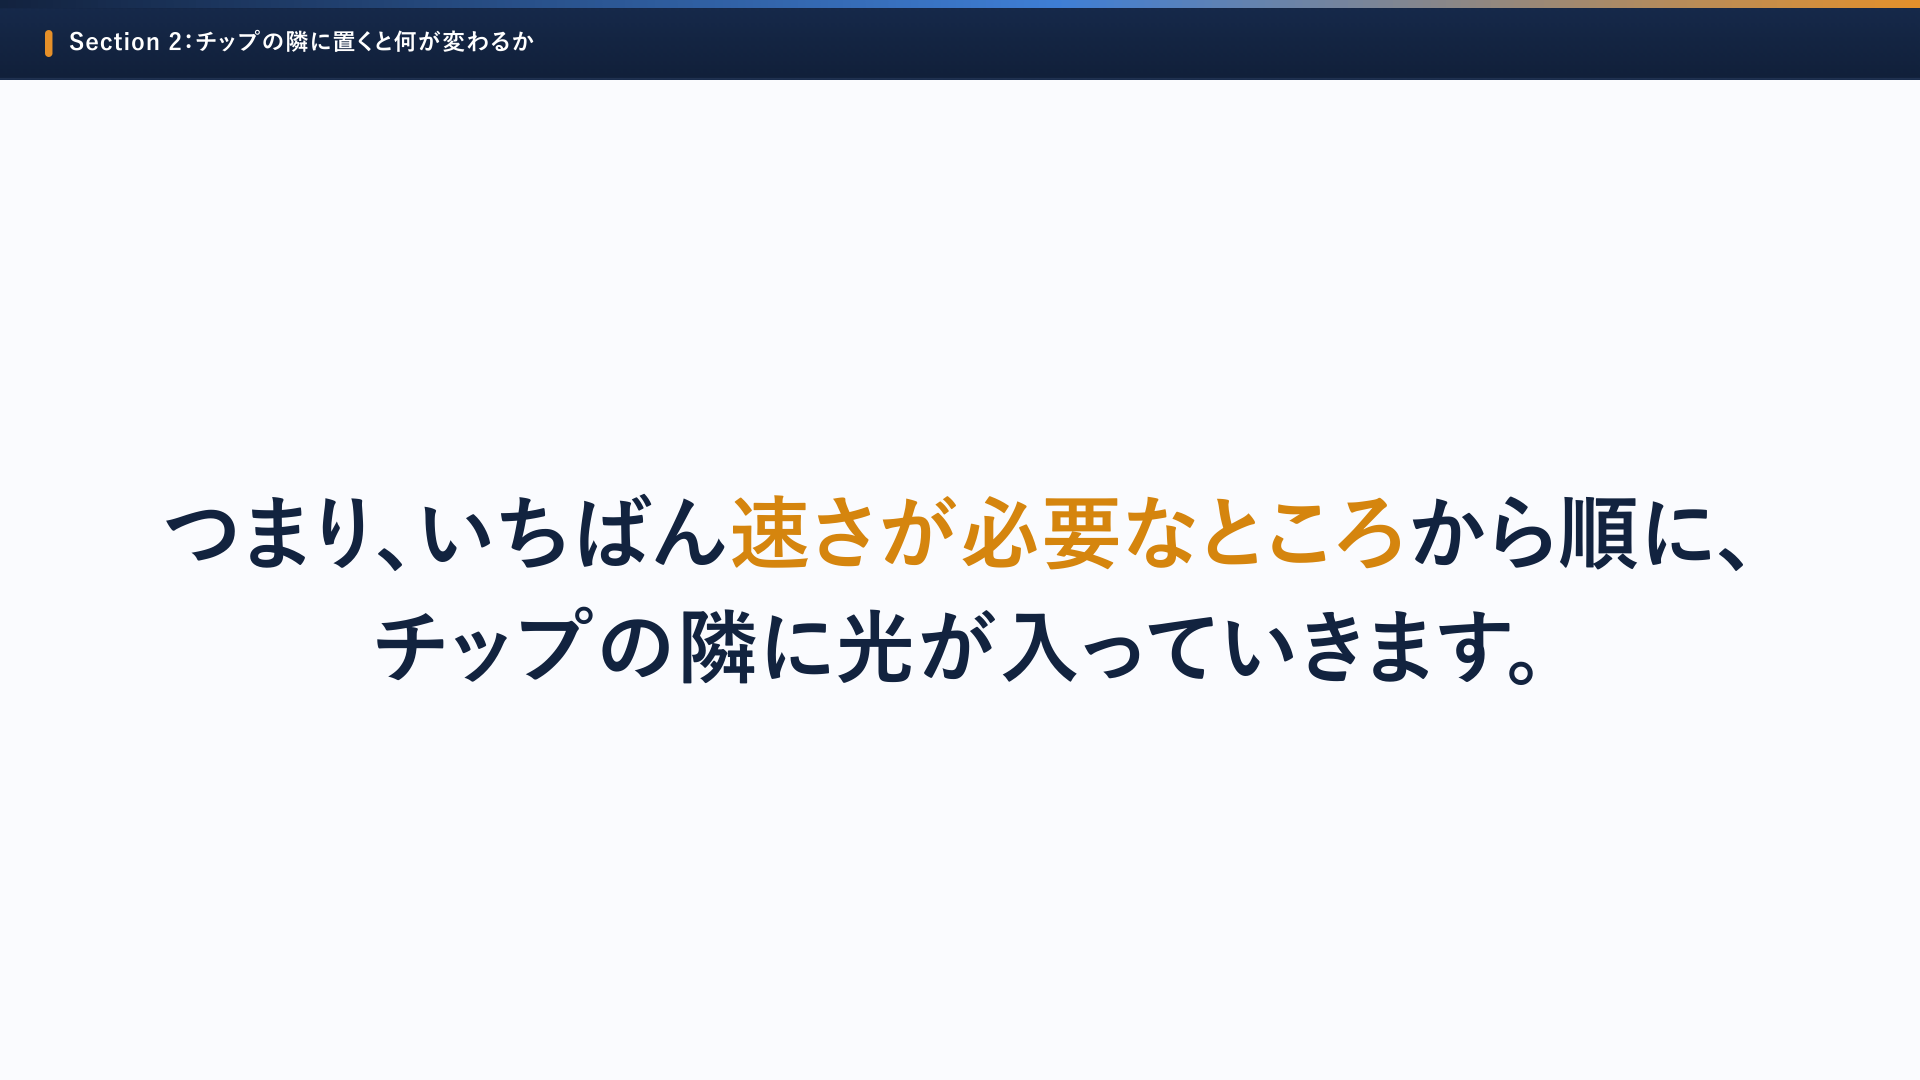 Section 2：チップの隣に置くと何が変わるか
つまり、いちばん速さが必要なところから順に、
チップの隣に光が入っていきます。